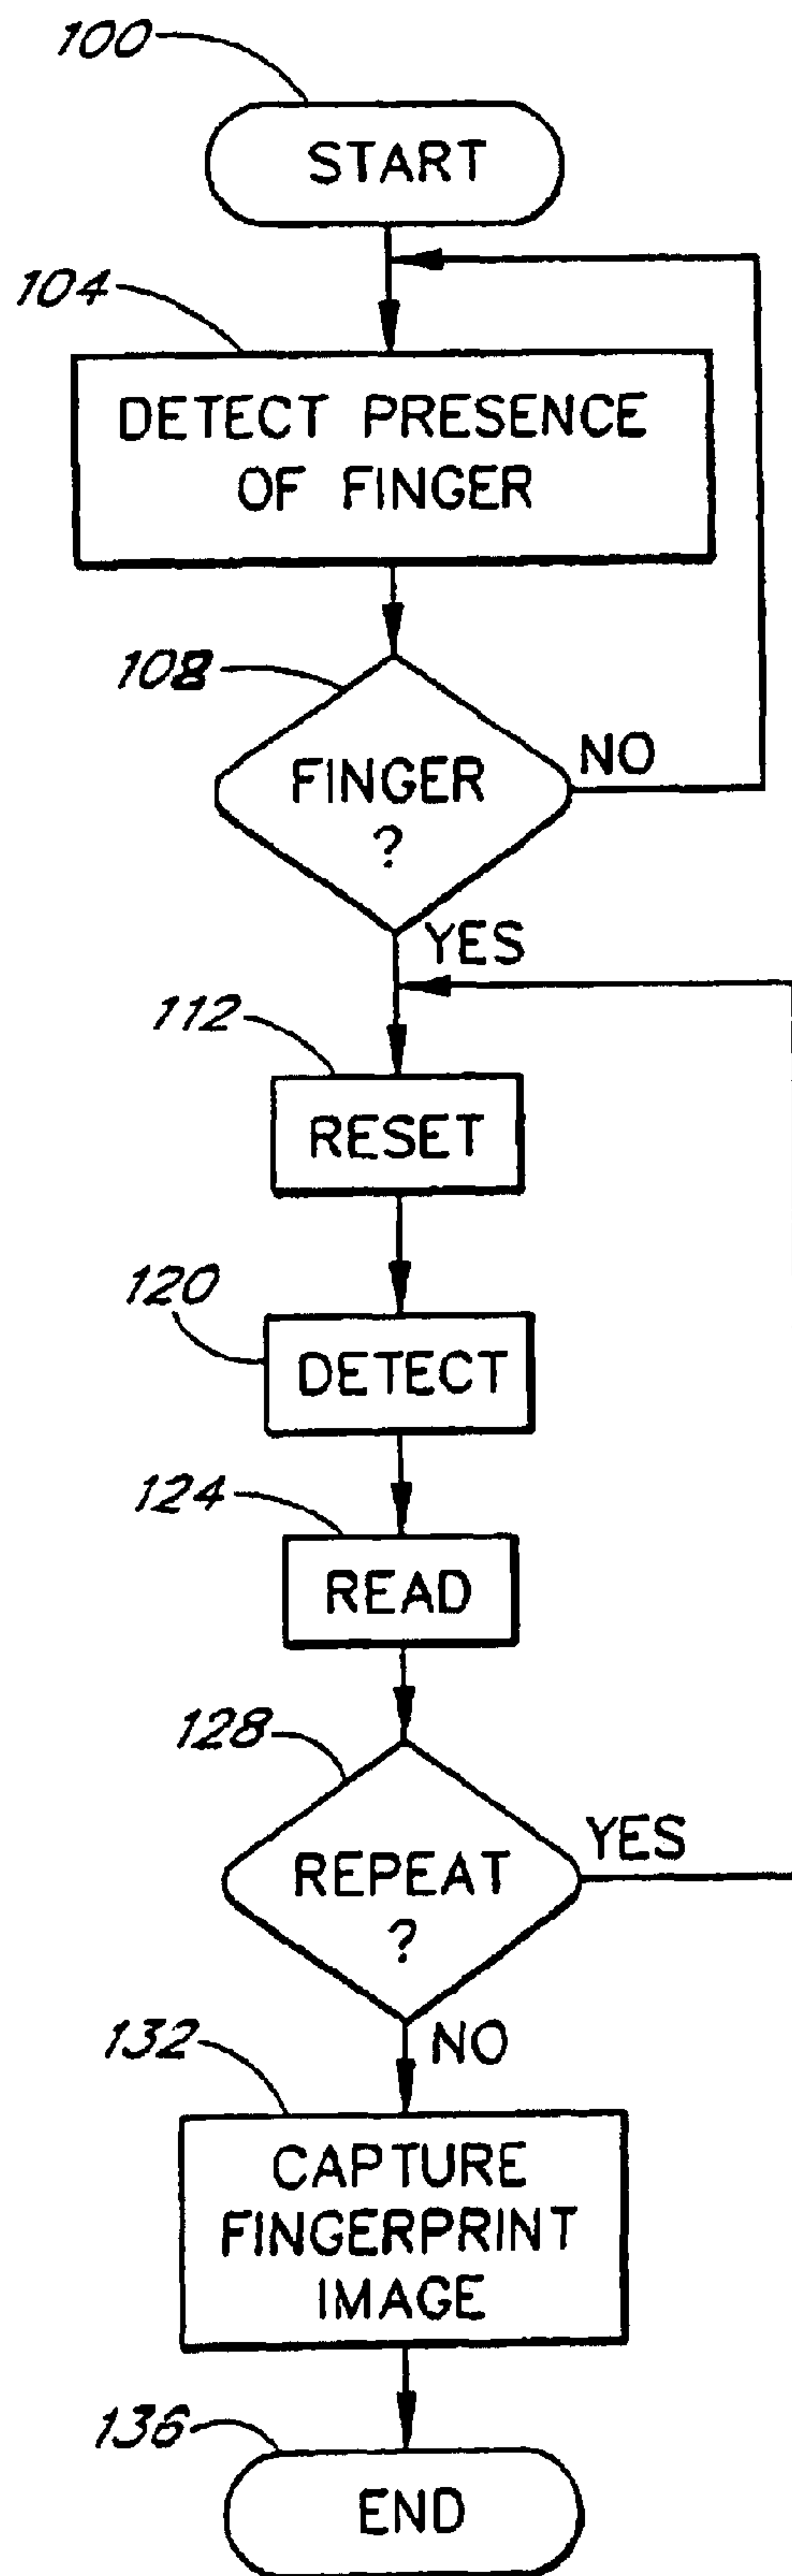 100
START
104
DETECT PRESENCE
OF FINGER
108
FINGER
?
NO
YES
112
RESET
120
DETECT
124
READ
128
REPEAT
?
YES
NO
132
CAPTURE
FINGERPRINT
IMAGE
136
END